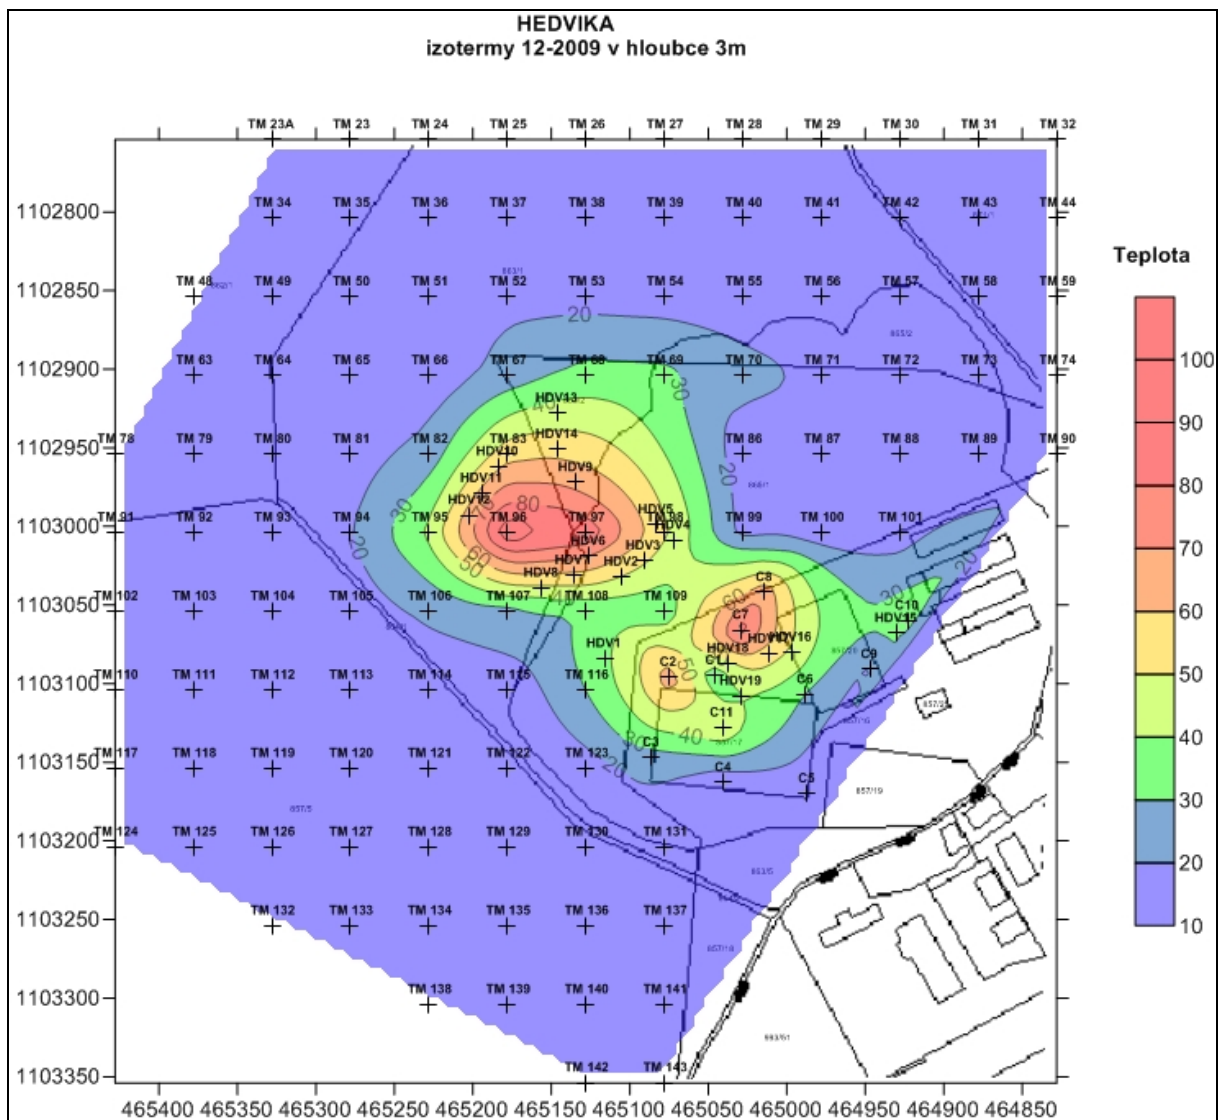 HEDVIKA
izotermy 12-2009 v hloubce 3m
TM 23A TM 23 TM 24 TM 25 TM 26 TM 27 TM 28 TM 29 TM 30 TM 31 TM 32
1102800 TM 34 TM 35 TM 36 TM 37 TM 38 TM 39 TM 40 TM 41 TM 42 TM 43 TM 44
Teplota
1102850 TM 48 TM 49 TM 50 TM 51 TM 52 TM 53 TM 54 TM 55 TM 56 TM 57 TM 58 TM 59
20
865/2
1102900 TM 63 TM 64 TM 65 TM 66 TM 67 TM 68 TM 69 TM 70 TM 71 TM 72 TM 73 TM 74
30
40 HDV13
1102950 TM 78 TM 79 TM 80 TM 81 TM 82 TM 83 HDV14 TM 86 TM 87 TM 88 TM 89 TM 90
HDV10
HDV11 HDV9 20
HDV12 80 HDV5
30
1103000 TM 91 TM 92 TM 93 TM 94 TM 95 TM 96 TM 97 TM 98 TM 99 TM 100 TM 101
HDV4
20 60 HDV6 HDV3 20
50 HDV8 HDV7 HDV2 C8
1103050 TM 102 TM 103 TM 104 TM 105 TM 106 TM 107 40 TM 108 TM 109 60 30 C10
C7 HDV15
HDV1 HDV17 HDV16
HDV18 C9
C2 50 C1
1103100 TM 110 TM 111 TM 112 TM 113 TM 114 TM 115 TM 116 HDV19 C6
C11 857/16
30 C3 40
1103150 TM 117 TM 118 TM 119 TM 120 TM 121 TM 122 TM 123 20 C4 C5
857/19
857/5
1103200 TM 124 TM 125 TM 126 TM 127 TM 128 TM 129 TM 130 TM 131
863/5
1103250 TM 132 TM 133 TM 134 TM 135 TM 136 TM 137
857/18
1103300 TM 138 TM 139 TM 140 TM 141
1103350 TM 142 TM 143
465400 465350 465300 465250 465200 465150 465100 465050 465000 464950 464900 464850
100
90
80
70
60
50
40
30
20
10